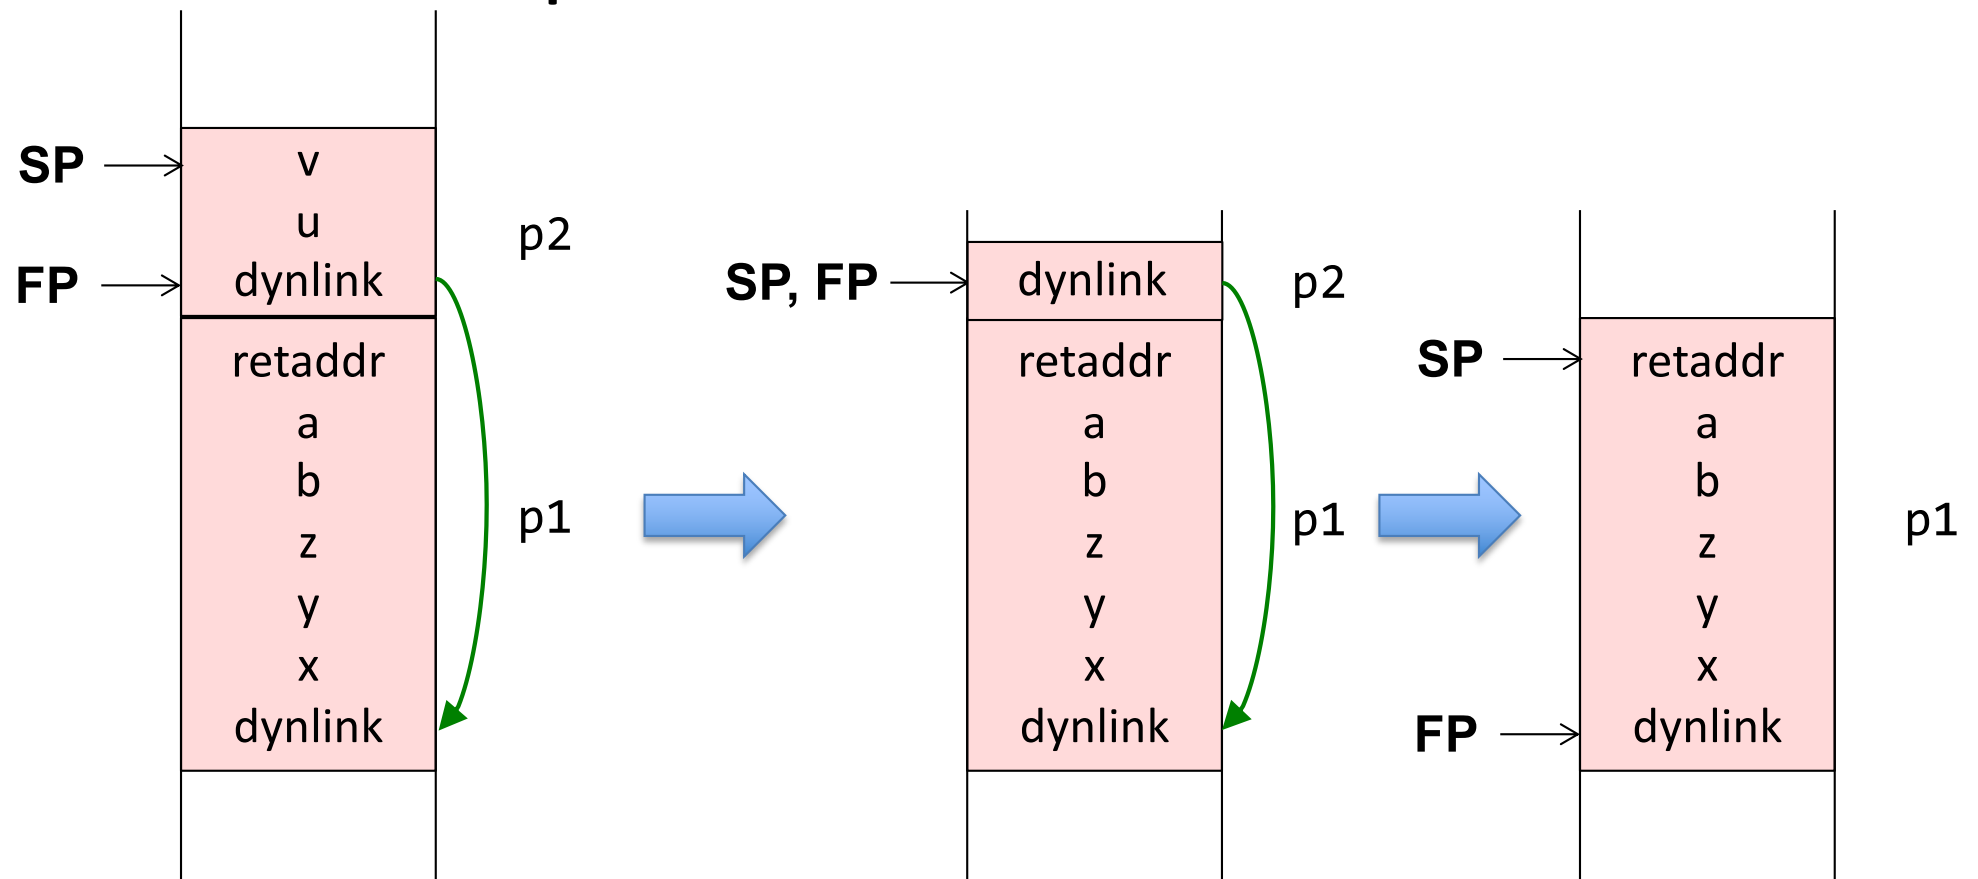 SP
v
u
FP
dynlink
p2
retaddr
a
b
z
y
x
dynlink
p1
SP, FP
dynlink
p2
retaddr
a
b
z
y
x
dynlink
p1
SP
retaddr
a
b
z
y
x
FP
dynlink
p1